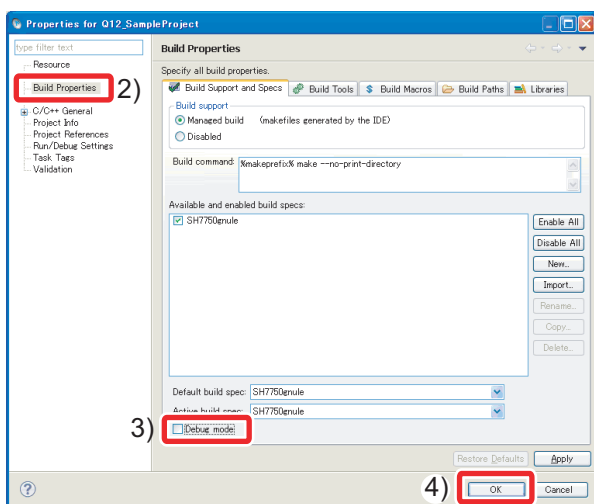 Properties for Q12_SampleProject
type filter text
Resource
Build Properties
2)
C/C++ General
Project Info
Project References
Run/Debug Settings
Task Tags
Validation
Build Properties
Specify all build properties.
Build Support and Specs
Build Tools
Build Macros
Build Paths
Libraries
Build support
Managed build (makefiles generated by the IDE)
Disabled
Build command:
%makeprefix% make --no-print-directory
Available and enabled build specs:
SH7750gnule
Enable All
Disable All
New...
Import...
Rename...
Copy...
Delete...
Default build spec: SH7750gnule
Active build spec: SH7750gnule
3)
Debug mode
Restore Defaults
Apply
4)
OK
Cancel